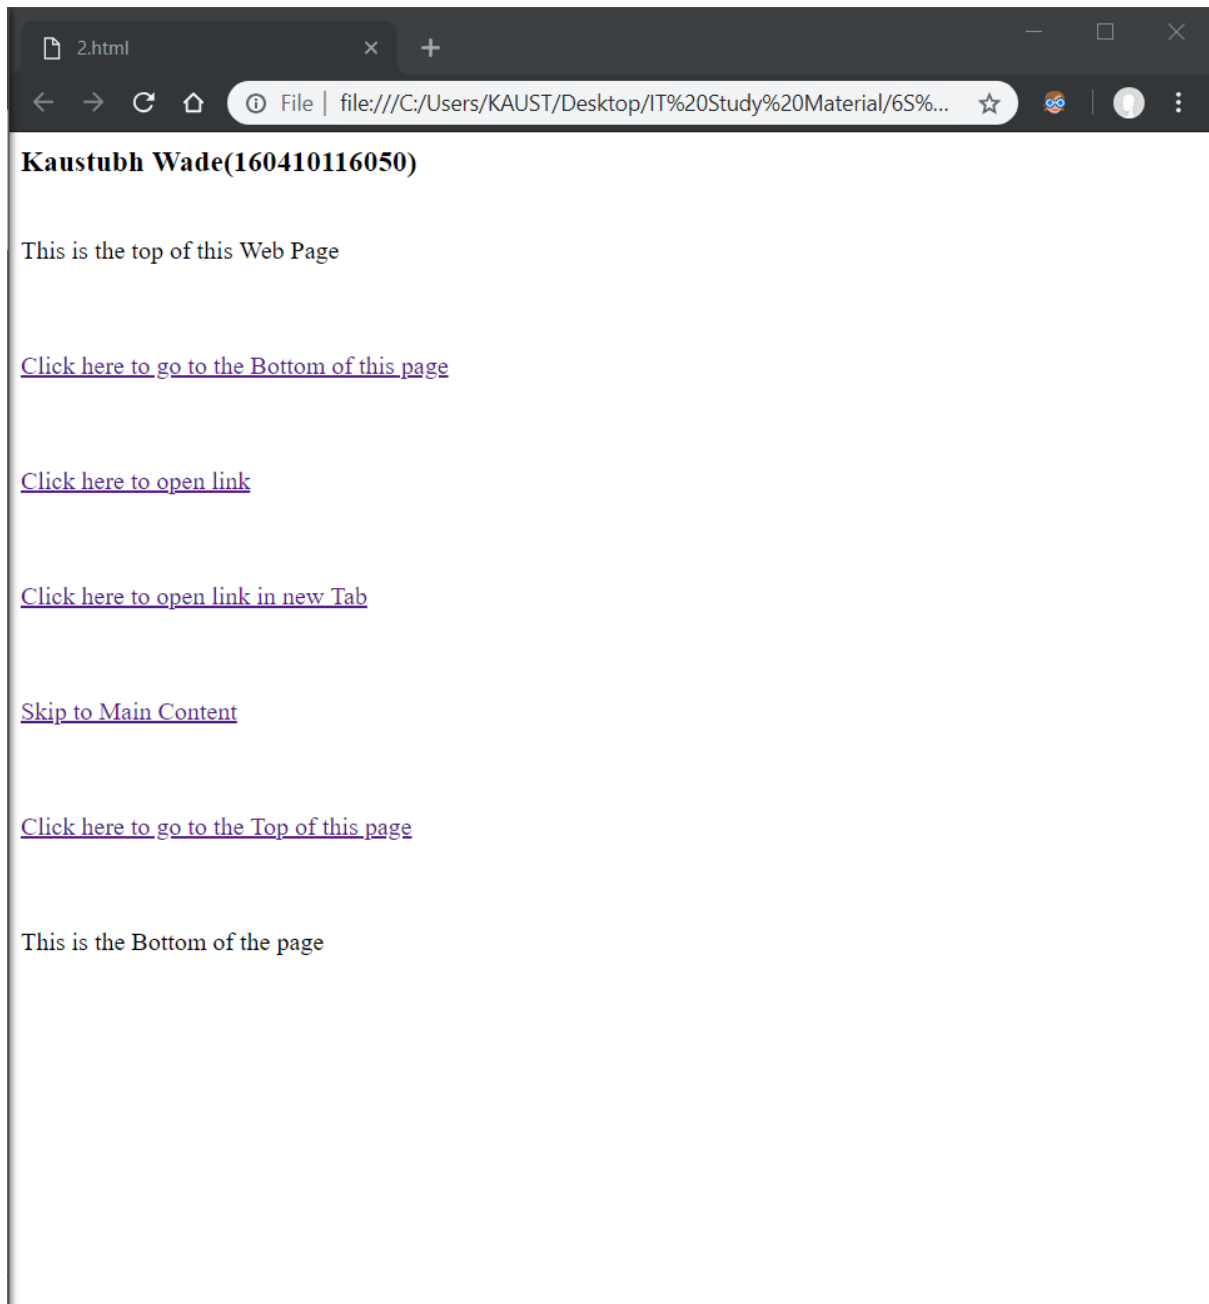 2.html
File | file:///C:/Users/KAUST/Desktop/IT%20Study%20Material/6S%...
Kaustubh Wade(160410116050)
This is the top of this Web Page
Click here to go to the Bottom of this page
Click here to open link
Click here to open link in new Tab
Skip to Main Content
Click here to go to the Top of this page
This is the Bottom of the page